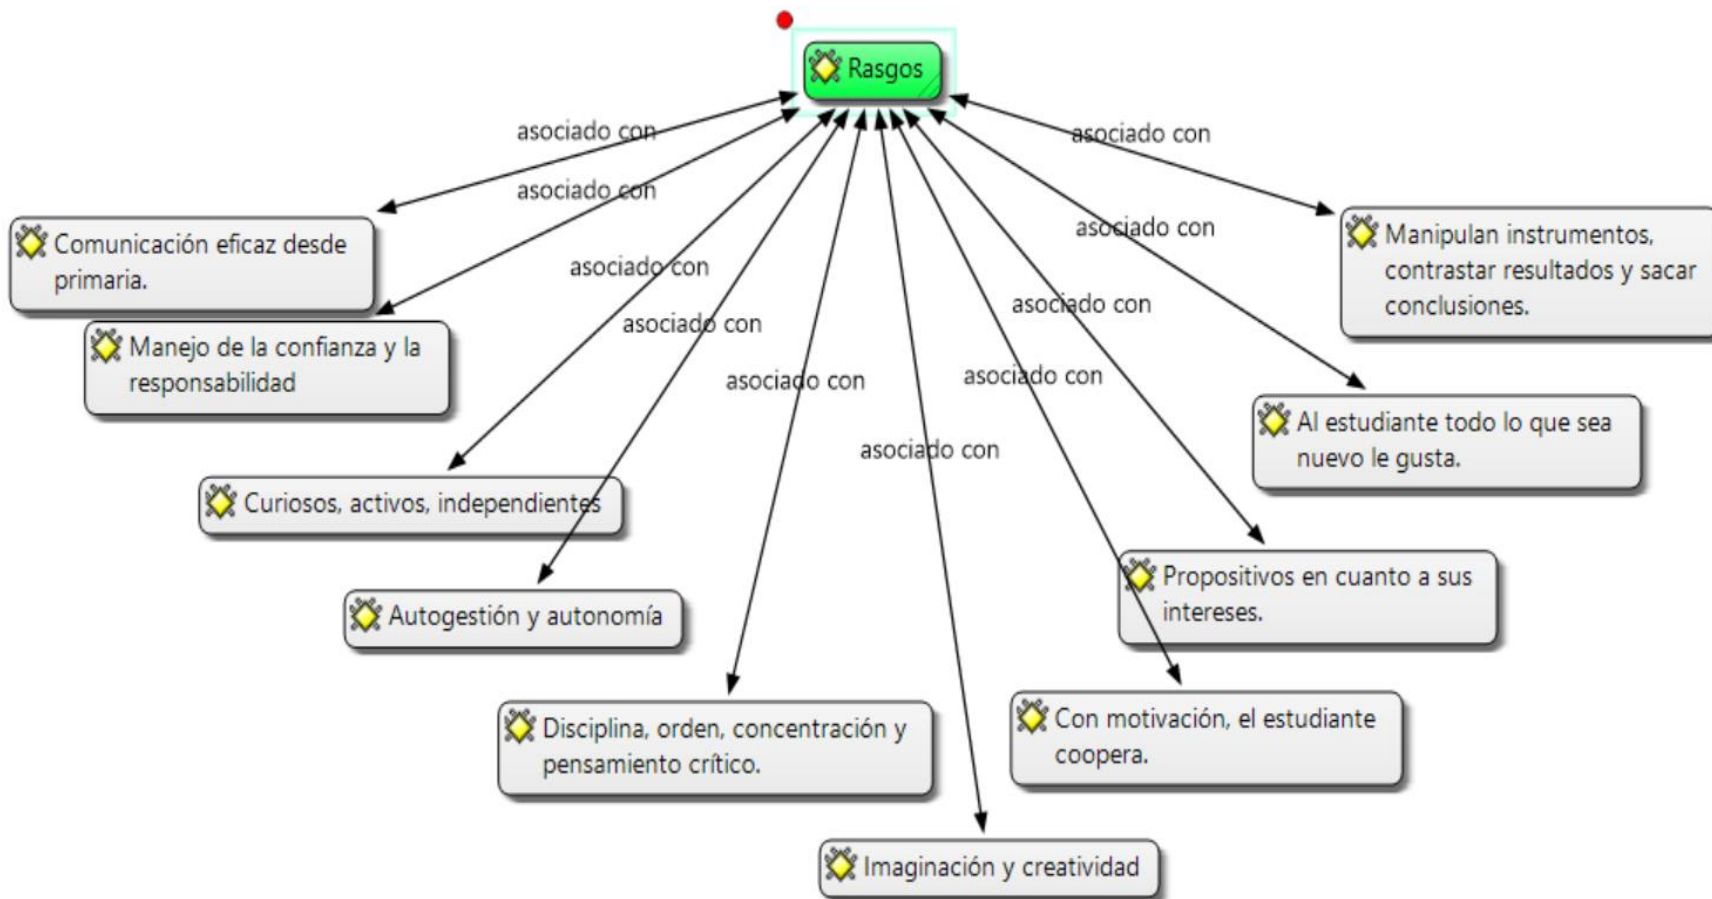 Rasgos
asociado con
asociado con
asociado con
asociado con
asociado con
asociado con
asociado con
asociado con
asociado con
asociado con
Comunicación eficaz desde
primaria.
Manejo de la confianza y la
responsabilidad
Curiosos, activos, independientes
Autogestión y autonomía
Disciplina, orden, concentración y
pensamiento crítico.
Imaginación y creatividad
Con motivación, el estudiante
coopera.
Propositivos en cuanto a sus
intereses.
Al estudiante todo lo que sea
nuevo le gusta.
Manipulan instrumentos,
contrastar resultados y sacar
conclusiones.